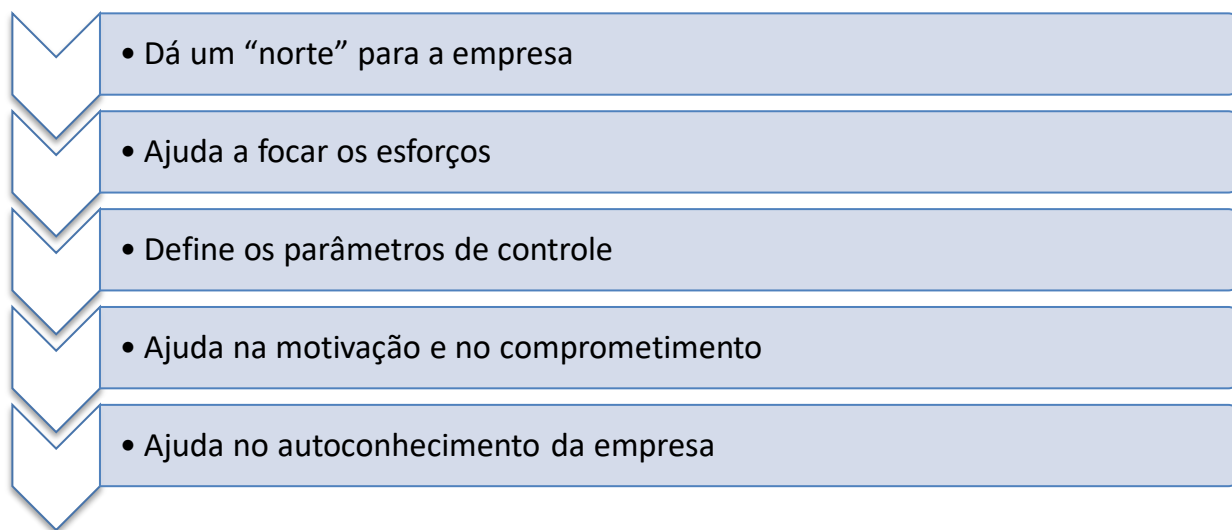 • Dá um “norte” para a empresa
• Ajuda a focar os esforços
• Define os parâmetros de controle
• Ajuda na motivação e no comprometimento
• Ajuda no autoconhecimento da empresa